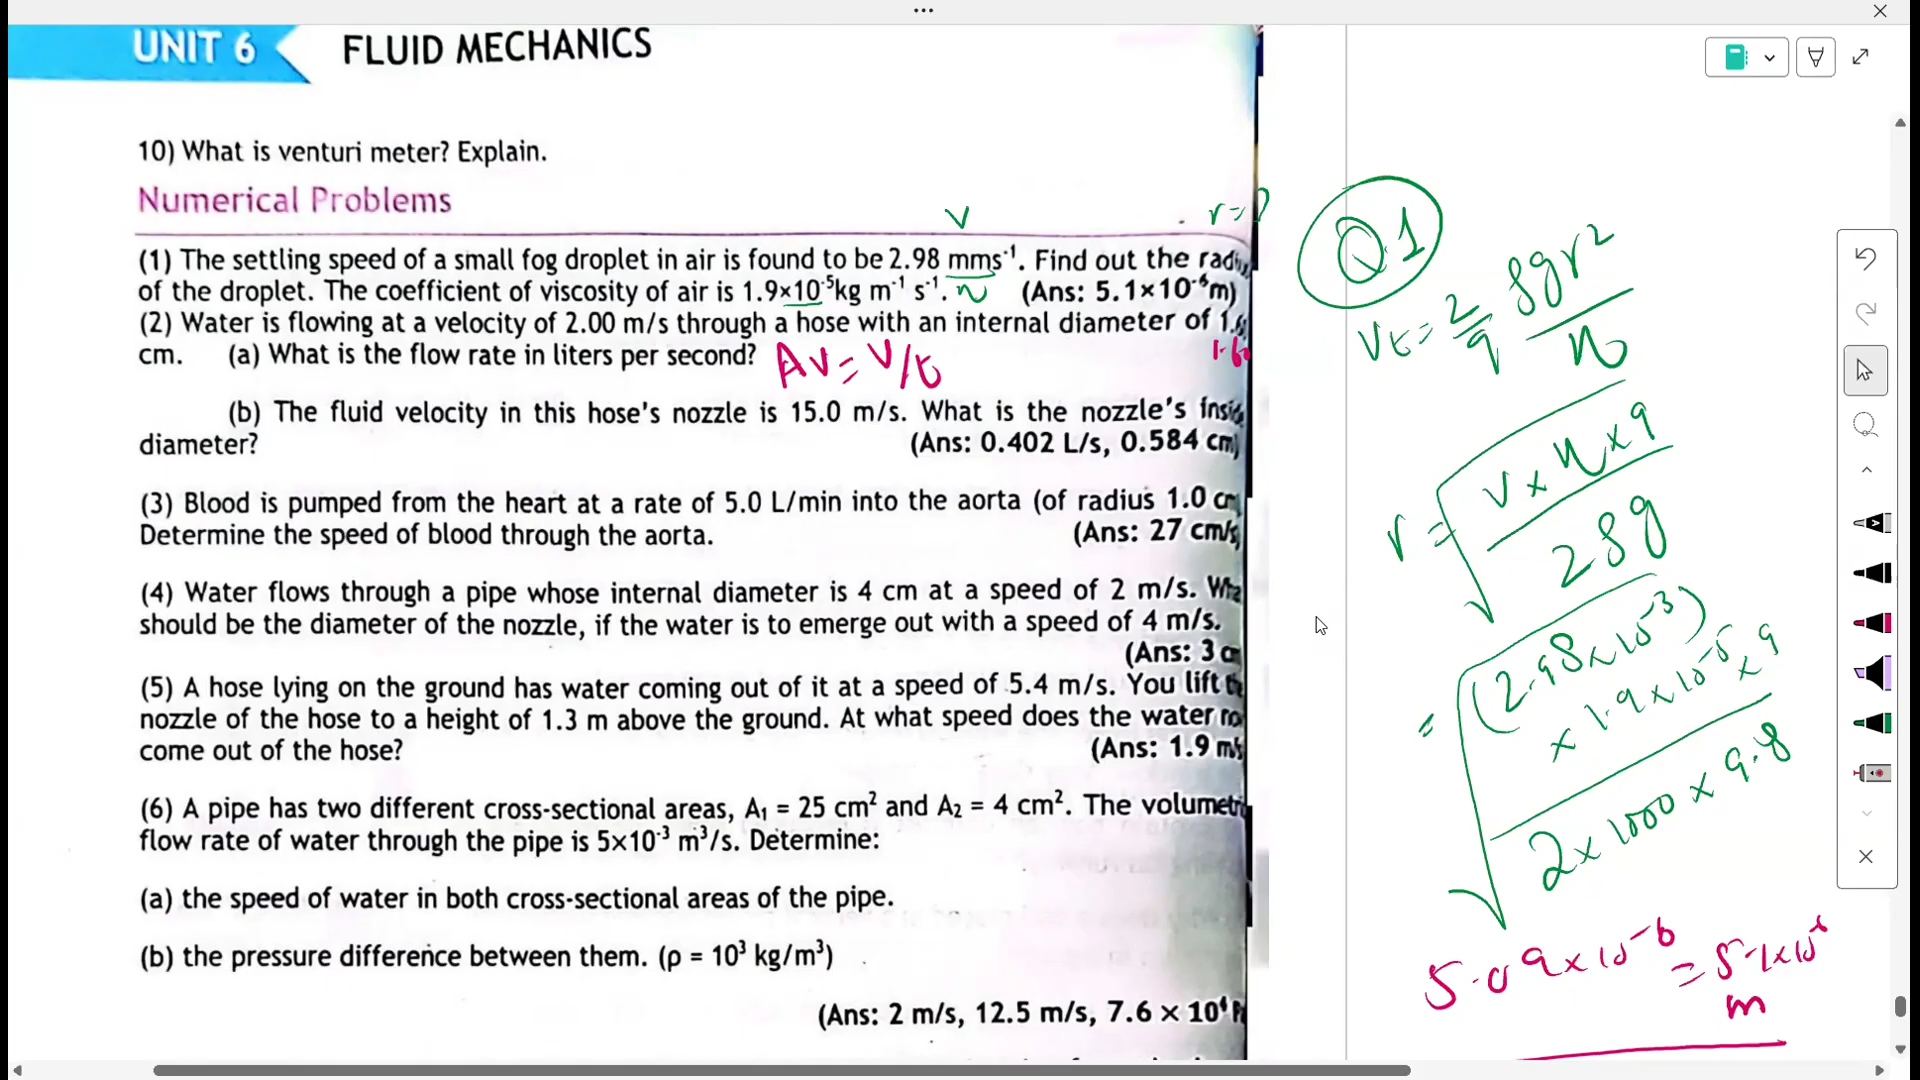 UNIT 6 FLUID MECHANICS
10) What is venturi meter? Explain.
Numerical Problems
v r=?
(1) The settling speed of a small fog droplet in air is found to be 2.98 mms⁻¹. Find out the radi
of the droplet. The coefficient of viscosity of air is 1.9×10⁻⁵kg m⁻¹ s⁻¹. η (Ans: 5.1×10⁻⁶m)
(2) Water is flowing at a velocity of 2.00 m/s through a hose with an internal diameter of 1.6
1.60
cm. (a) What is the flow rate in liters per second? AV=V/t
(b) The fluid velocity in this hose's nozzle is 15.0 m/s. What is the nozzle's insid
diameter? (Ans: 0.402 L/s, 0.584 cm)
(3) Blood is pumped from the heart at a rate of 5.0 L/min into the aorta (of radius 1.0 cm
Determine the speed of blood through the aorta. (Ans: 27 cm/s
(4) Water flows through a pipe whose internal diameter is 4 cm at a speed of 2 m/s. Wha
should be the diameter of the nozzle, if the water is to emerge out with a speed of 4 m/s.
(Ans: 3 c
(5) A hose lying on the ground has water coming out of it at a speed of 5.4 m/s. You lift the
nozzle of the hose to a height of 1.3 m above the ground. At what speed does the water no
come out of the hose? (Ans: 1.9 m/s
(6) A pipe has two different cross-sectional areas, A₁ = 25 cm² and A₂ = 4 cm². The volumetri
flow rate of water through the pipe is 5×10⁻³ m³/s. Determine:
(a) the speed of water in both cross-sectional areas of the pipe.
(b) the pressure difference between them. (ρ = 10³ kg/m³)
(Ans: 2 m/s, 12.5 m/s, 7.6 × 10⁴ P
Q1
Vt = 2/9 ρgr²/η
r = √(v×η×9 / 2ρg)
= √((2.98×10⁻³) × 1.9×10⁻⁵ × 9 / 2×1000×9.8)
5.09×10⁻⁶ = 5.1×10⁻⁶
m